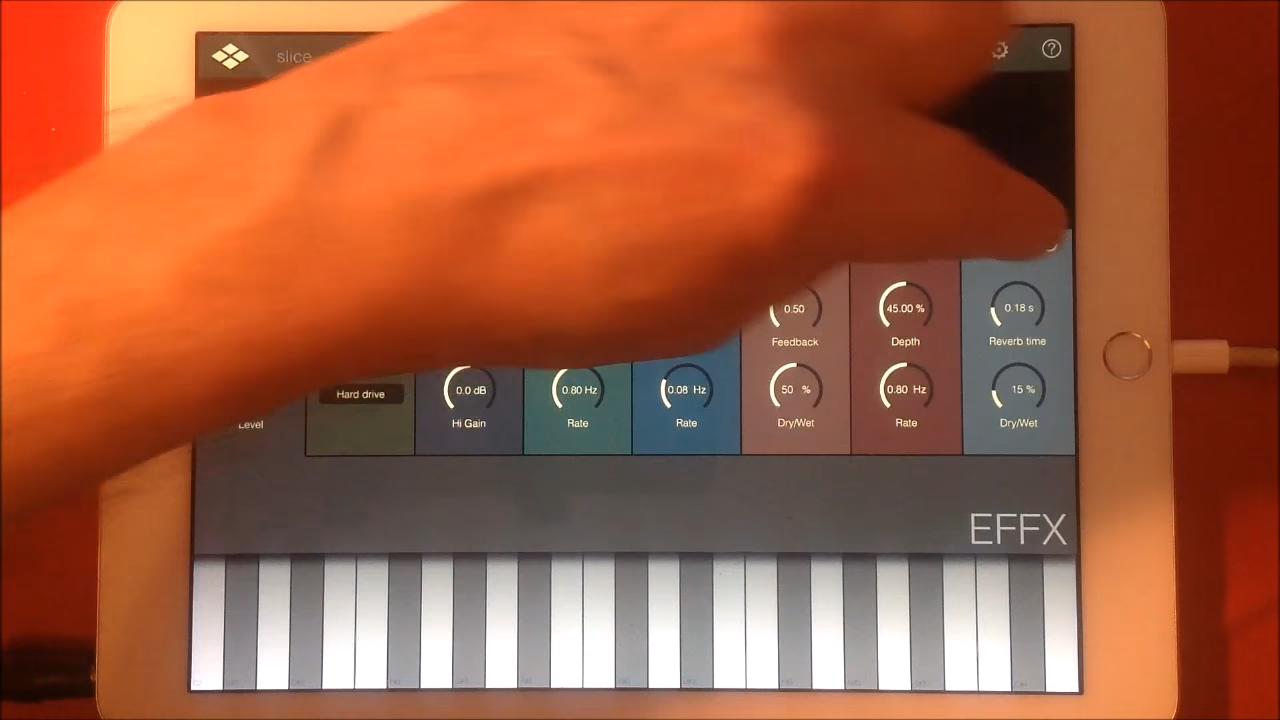 slice
0.50 45.00 % 0.18 s
Feedback Depth Reverb time
Hard drive 0.0 dB 0.80 Hz 0.08 Hz 50 % 0.80 Hz 15 %
Level Hi Gain Rate Rate Dry/Wet Rate Dry/Wet
EFFX